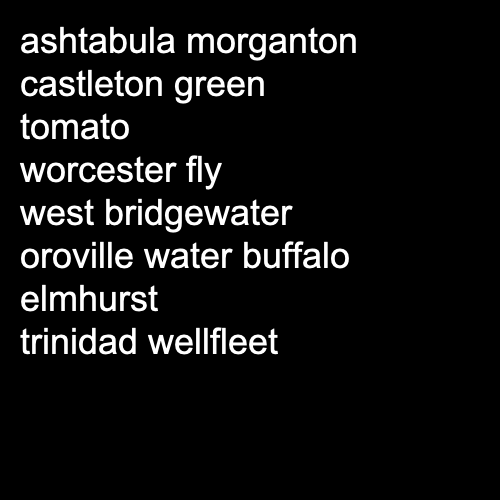 ashtabula morganton
castleton green
tomato
worcester fly
west bridgewater
oroville water buffalo
elmhurst
trinidad wellfleet